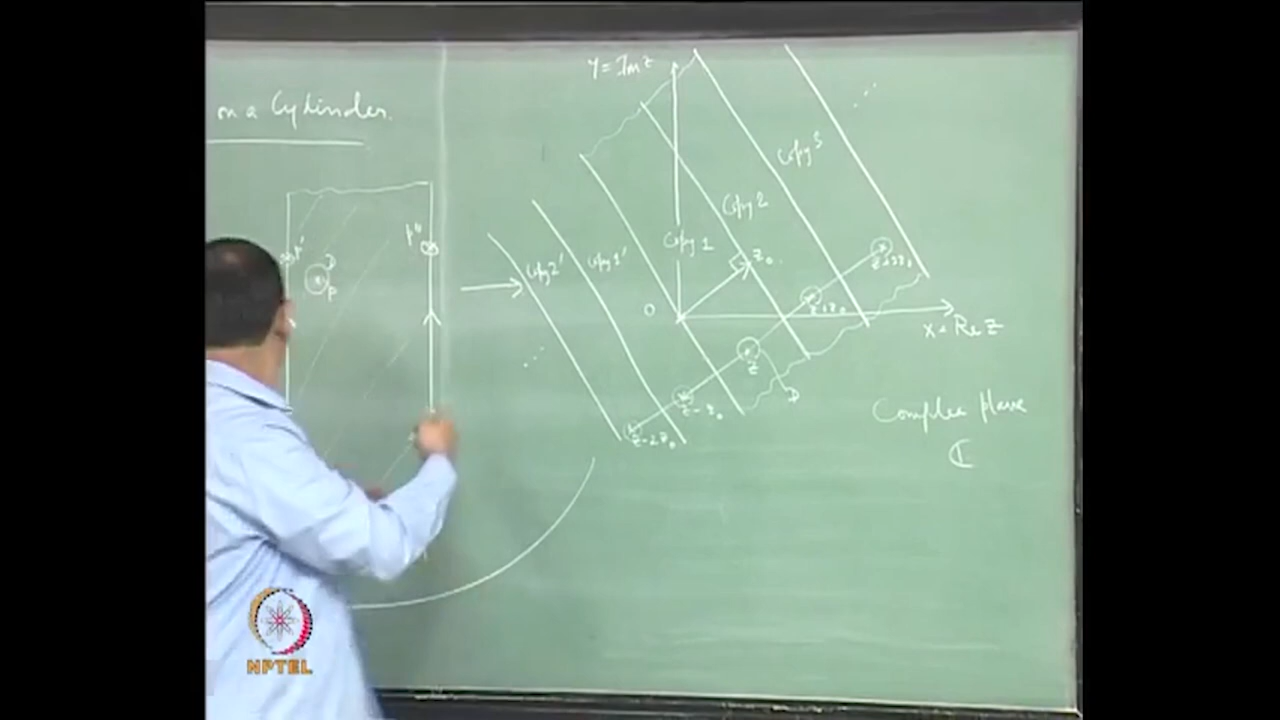 on a Cylinder.
Y = Im z
Copy 3
Copy 2
Copy 1
Copy 1'
Copy 2'
p'
p''
D
p
z₀
0
z+2z₀
z+z₀
x = Re z
z
D
z-z₀
z-2z₀
Complex plane
ℂ
NPTEL